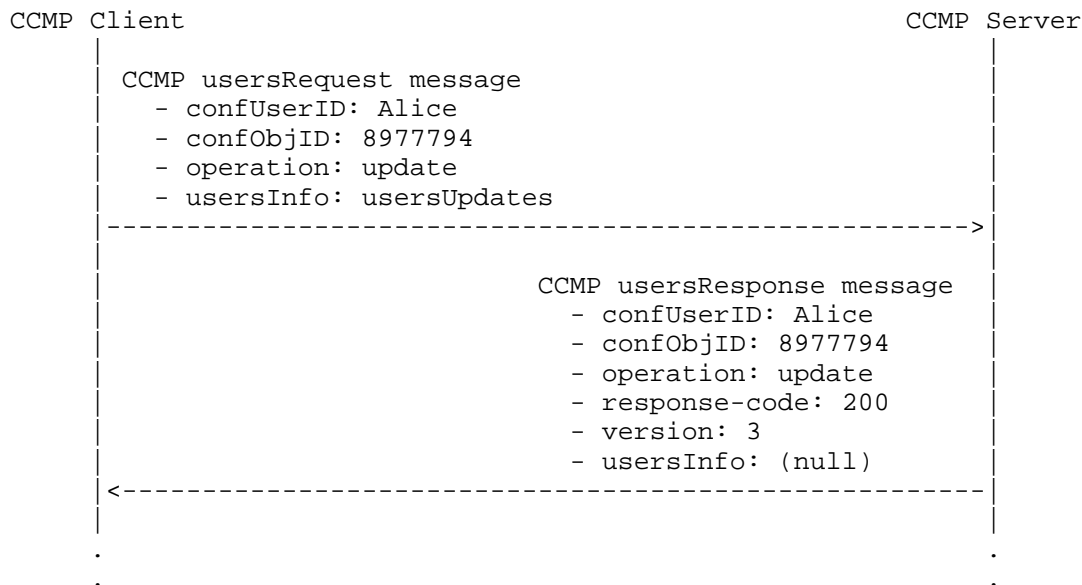 CCMP Client CCMP Server
CCMP usersRequest message
- confUserID: Alice
- confObjID: 8977794
- operation: update
- usersInfo: usersUpdates
CCMP usersResponse message
- confUserID: Alice
- confObjID: 8977794
- operation: update
- response-code: 200
- version: 3
- usersInfo: (null)